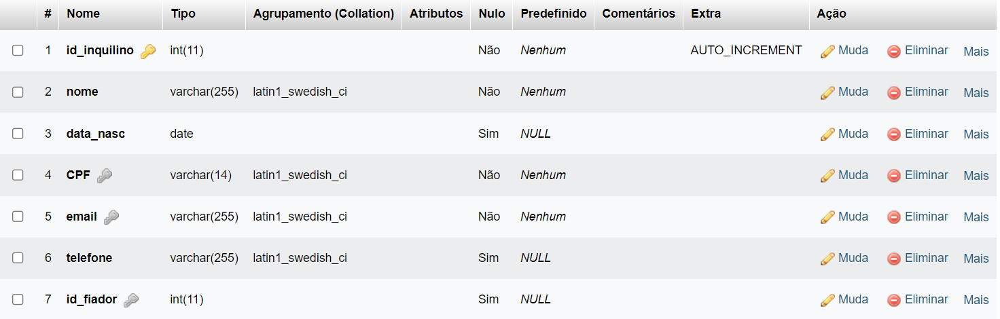 # Nome Tipo Agrupamento (Collation) Atributos Nulo Predefinido Comentários Extra Ação
1 id_inquilino int(11) Não Nenhum AUTO_INCREMENT Muda Eliminar Mais
2 nome varchar(255) latin1_swedish_ci Não Nenhum Muda Eliminar Mais
3 data_nasc date Sim NULL Muda Eliminar Mais
4 CPF varchar(14) latin1_swedish_ci Não Nenhum Muda Eliminar Mais
5 email varchar(255) latin1_swedish_ci Não Nenhum Muda Eliminar Mais
6 telefone varchar(255) latin1_swedish_ci Sim NULL Muda Eliminar Mais
7 id_fiador int(11) Sim NULL Muda Eliminar Mais